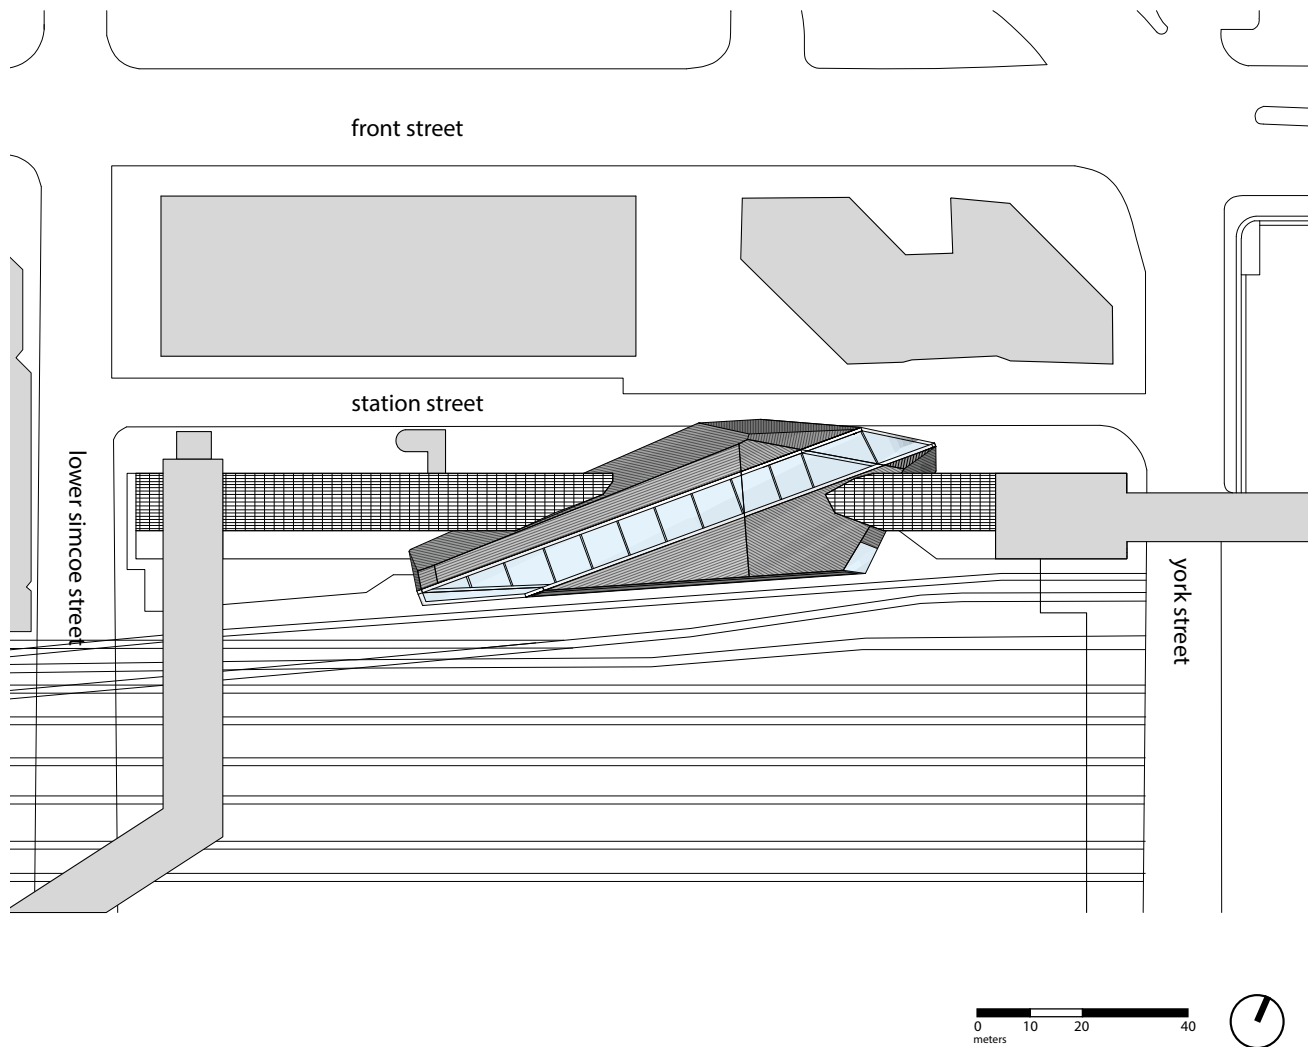 front street
station street
lower simcoe street
york street
0 10 20 40
meters